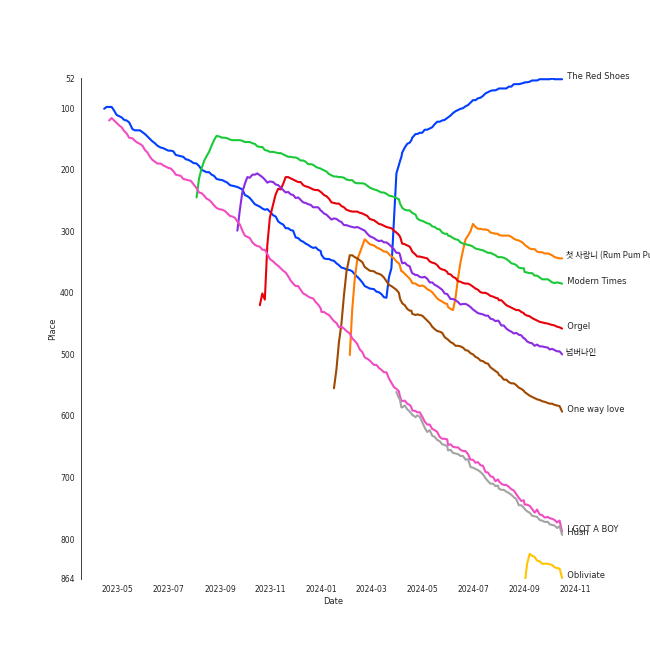 52
The Red Shoes
100
200
300
첫 사랑니 (Rum Pum Pu
Modern Times
400
Orgel
넘버나인
500
One way love
600
700
I GOT A BOY
Hush
800
Obliviate
864
Place
2023-05 2023-07 2023-09 2023-11 2024-01 2024-03 2024-05 2024-07 2024-09 2024-11
Date